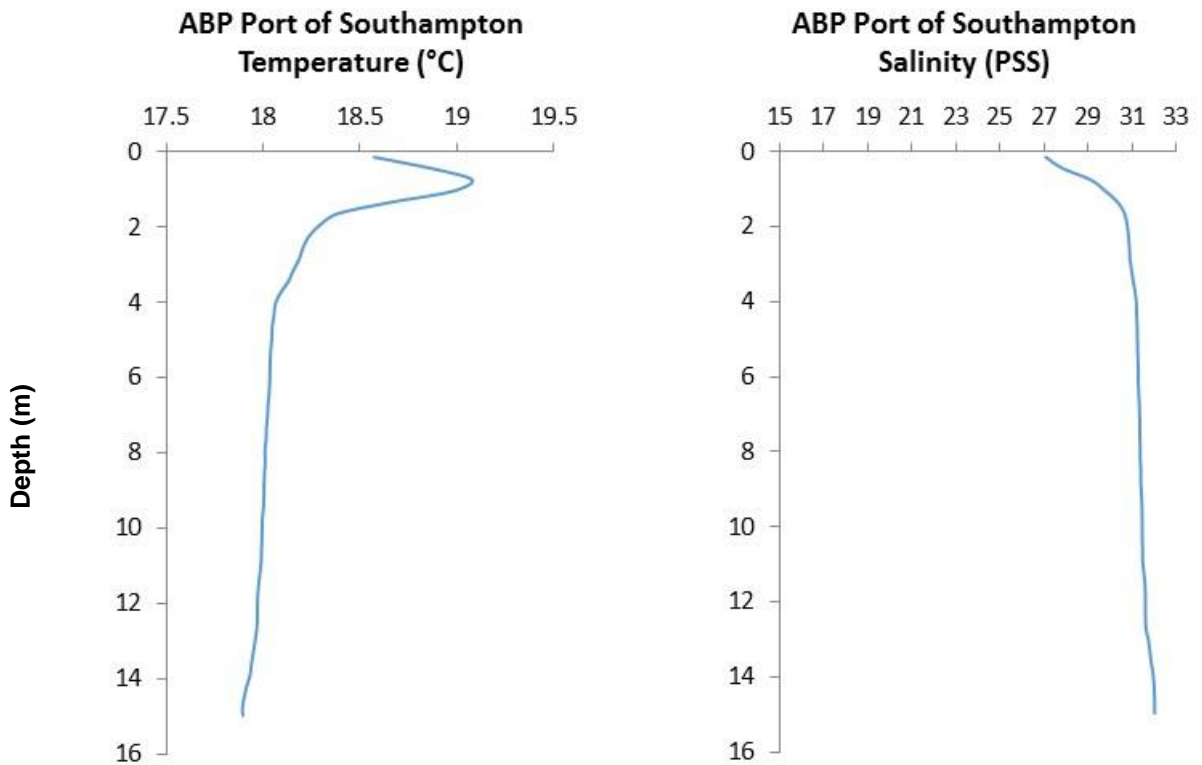 ABP Port of Southampton
Temperature (°C)
17.5 18 18.5 19 19.5
0
2
4
6
8
10
12
14
16
Depth (m)
ABP Port of Southampton
Salinity (PSS)
15 17 19 21 23 25 27 29 31 33
0
2
4
6
8
10
12
14
16